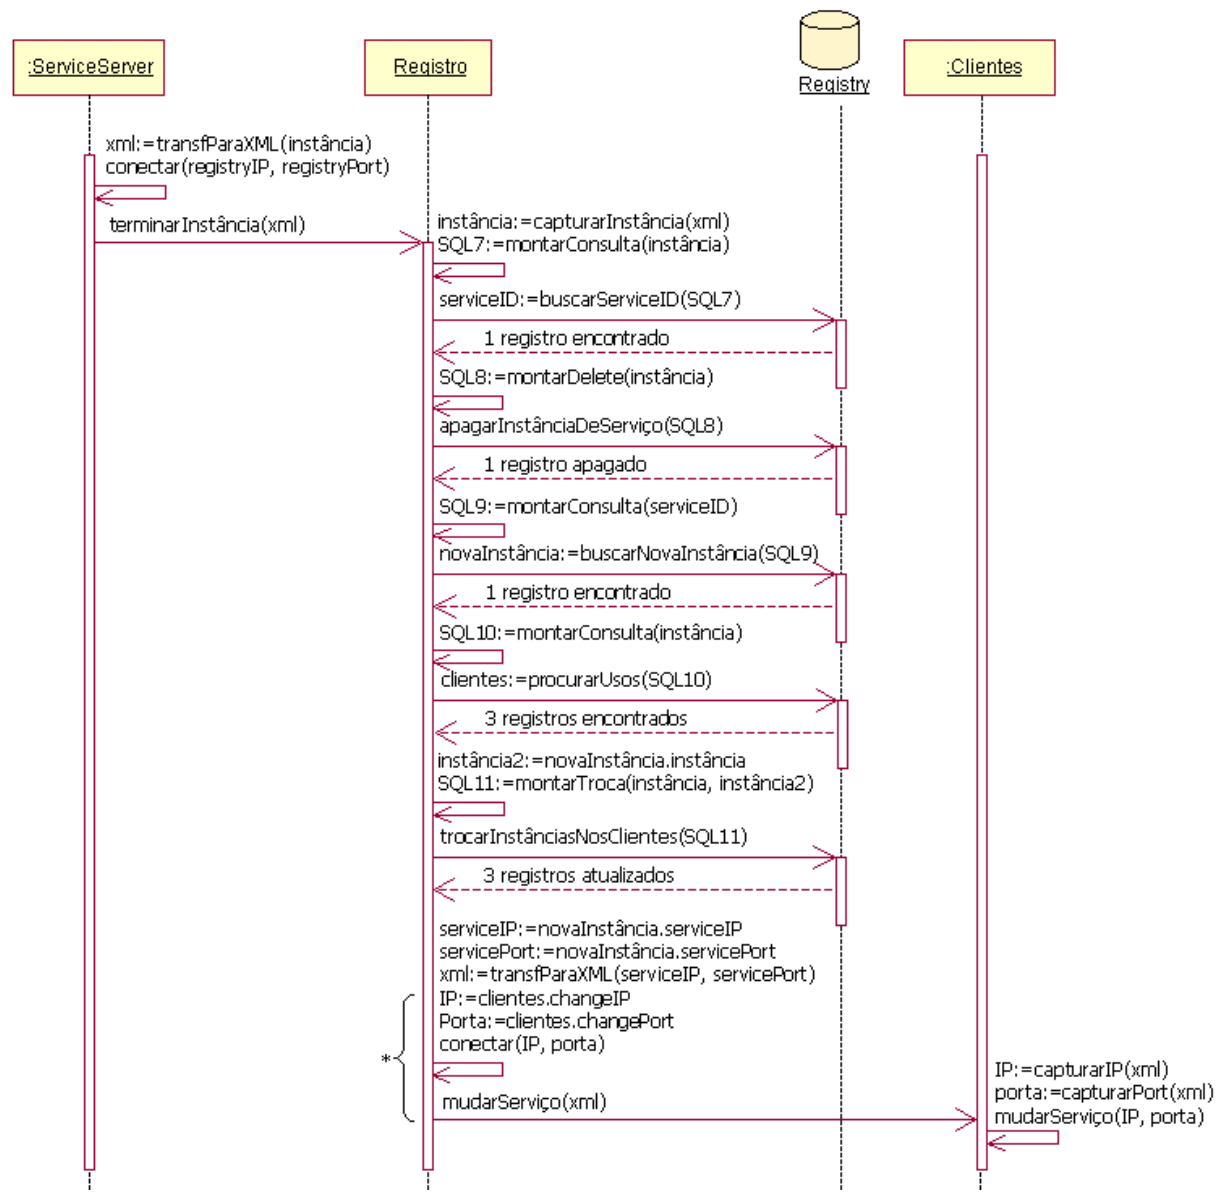 :ServiceServer
Registro
Registry
:Clientes
xml:=transfParaXML(instância)
conectar(registryIP, registryPort)
terminarInstância(xml)
instância:=capturarInstância(xml)
SQL7:=montarConsulta(instância)
serviceID:=buscarServiceID(SQL7)
1 registro encontrado
SQL8:=montarDelete(instância)
apagarInstânciaDeServiço(SQL8)
1 registro apagado
SQL9:=montarConsulta(serviceID)
novaInstância:=buscarNovaInstância(SQL9)
1 registro encontrado
SQL10:=montarConsulta(instância)
clientes:=procurarUsos(SQL10)
3 registros encontrados
instância2:=novaInstância.instância
SQL11:=montarTroca(instância, instância2)
trocarInstânciasNosClientes(SQL11)
3 registros atualizados
serviceIP:=novaInstância.serviceIP
servicePort:=novaInstância.servicePort
xml:=transfParaXML(serviceIP, servicePort)
IP:=clientes.changeIP
Porta:=clientes.changePort
conectar(IP, porta)
*
mudarServiço(xml)
IP:=capturarIP(xml)
porta:=capturarPort(xml)
mudarServiço(IP, porta)